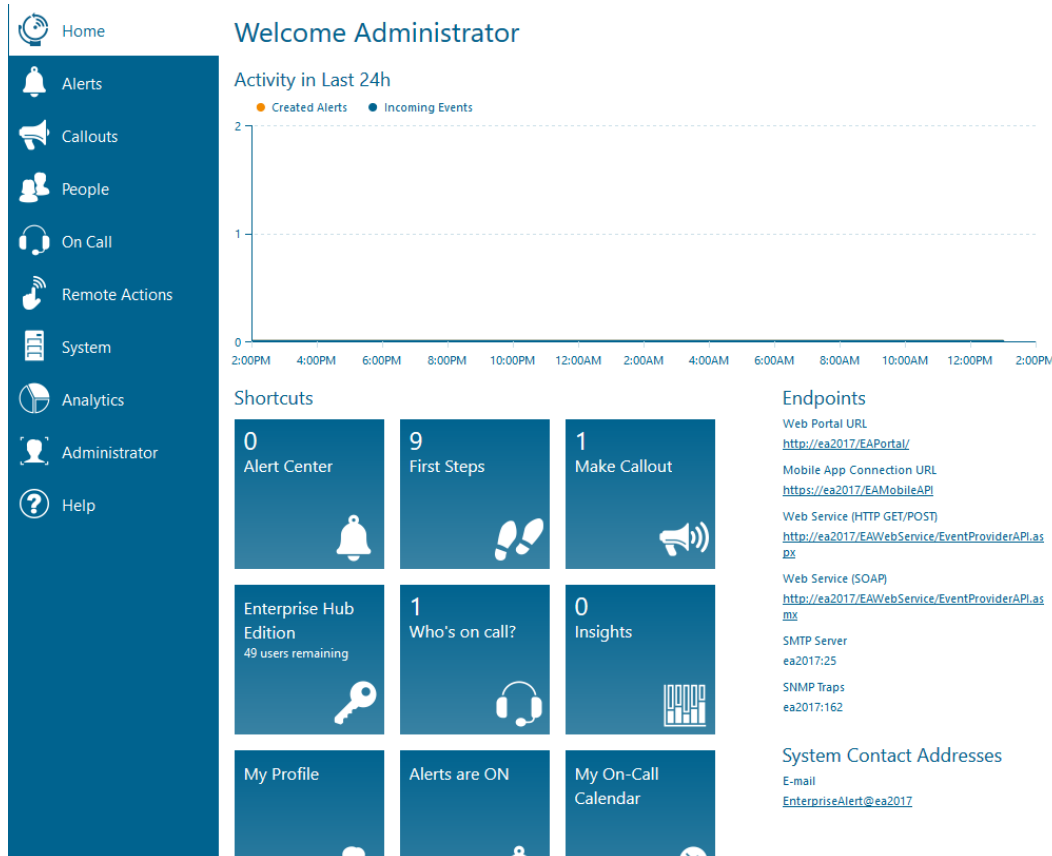 Home
Alerts
Callouts
People
On Call
Remote Actions
System
Analytics
Administrator
Help
Welcome Administrator
Activity in Last 24h
Created Alerts Incoming Events
2
1
0
2:00PM 4:00PM 6:00PM 8:00PM 10:00PM 12:00AM 2:00AM 4:00AM 6:00AM 8:00AM 10:00AM 12:00PM 2:00PM
Shortcuts
0
Alert Center
9
First Steps
1
Make Callout
Enterprise Hub
Edition
49 users remaining
1
Who's on call?
0
Insights
My Profile
Alerts are ON
My On-Call
Calendar
Endpoints
Web Portal URL
http://ea2017/EAPortal/
Mobile App Connection URL
https://ea2017/EAMobileAPI
Web Service (HTTP GET/POST)
http://ea2017/EAWebService/EventProviderAPI.as
px
Web Service (SOAP)
http://ea2017/EAWebService/EventProviderAPI.as
mx
SMTP Server
ea2017:25
SNMP Traps
ea2017:162
System Contact Addresses
E-mail
EnterpriseAlert@ea2017